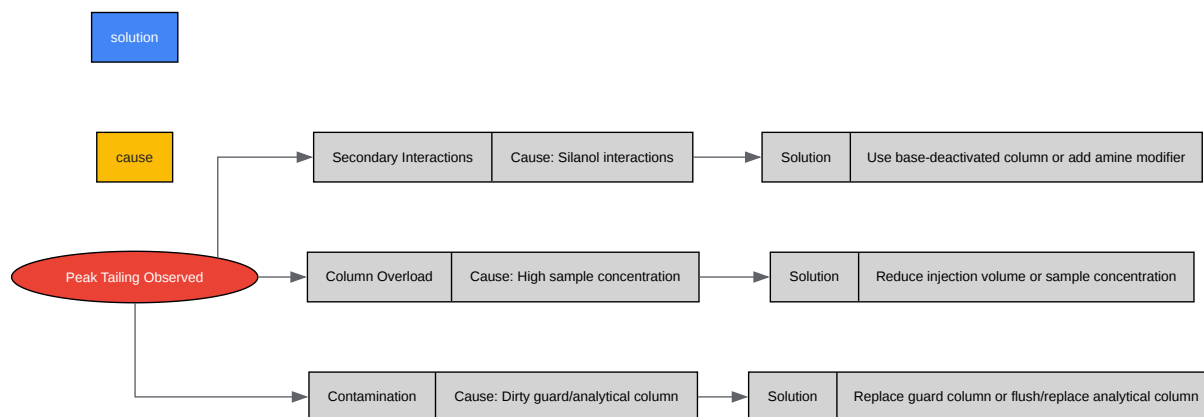 solution
cause
Secondary Interactions
Cause: Silanol interactions
Solution
Use base-deactivated column or add amine modifier
Peak Tailing Observed
Column Overload
Cause: High sample concentration
Solution
Reduce injection volume or sample concentration
Contamination
Cause: Dirty guard/analytical column
Solution
Replace guard column or flush/replace analytical column